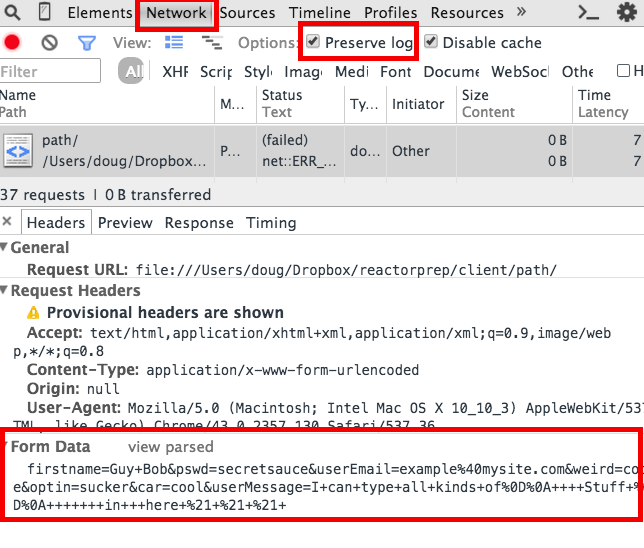 Elements Network Sources Timeline Profiles Resources »
View: Options: Preserve log Disable cache
Filter All XHR Scrip Style Imag Medi Font Docume WebSoc Othe H
Name M... Status Ty... Initiator Size Time
Path Text Content Latency
path/ (failed) 0 B 7
/Users/doug/Dropbox... P... net::ERR_... do... Other 0 B 7
37 requests | 0 B transferred
× Headers Preview Response Timing
General
Request URL: file:///Users/doug/Dropbox/reactorprep/client/path/
Request Headers
Provisional headers are shown
Accept: text/html,application/xhtml+xml,application/xml;q=0.9,image/web
p,*/*;q=0.8
Content-Type: application/x-www-form-urlencoded
Origin: null
User-Agent: Mozilla/5.0 (Macintosh; Intel Mac OS X 10_10_3) AppleWebKit/537
TML, like Gecko) Chrome/43.0.2357.130 Safari/537.36
Form Data view parsed
firstname=Guy+Bob&pswd=secretsauce&userEmail=example%40mysite.com&weird=coo
e&optin=sucker&car=cool&userMessage=I+can+type+all+kinds+of%0D%0A++++Stuff+%
D%0A+++++++in+++here+%21+%21+%21+